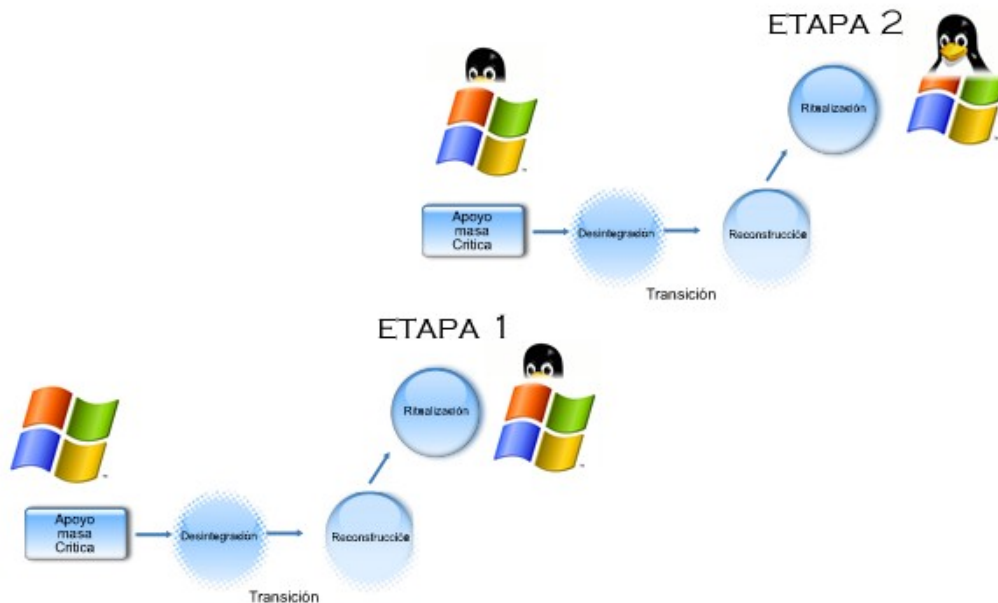 ETAPA 2
Ritualización
Apoyo
masa
Critica
Desintegración
Reconstrucción
Transición
ETAPA 1
Ritualización
Apoyo
masa
Critica
Desintegración
Reconstrucción
Transición